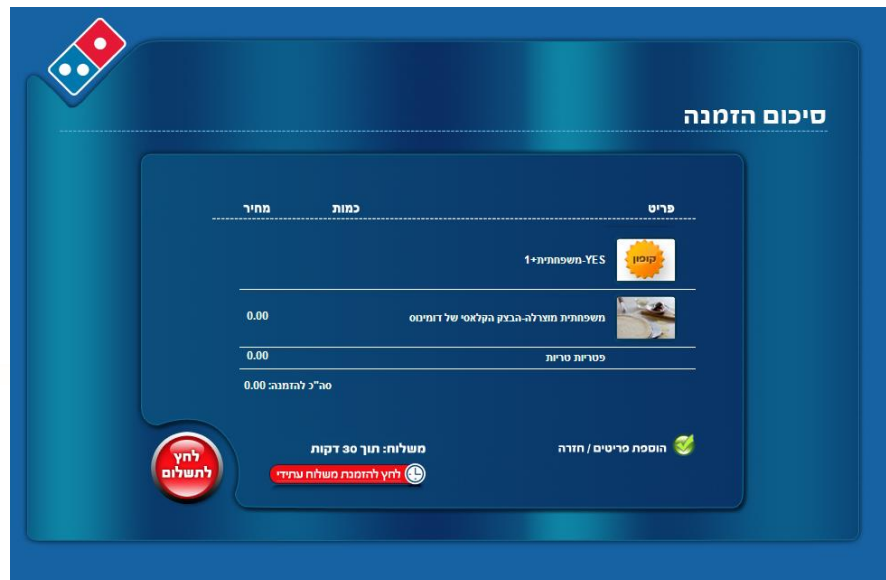 סיכום הזמנה
פריט כמות מחיר
קופון
YES-משפחתית+1
משפחתית מוצרלה-הבצק הקלאסי של דומינוס 0.00
פטריות טריות 0.00
סה"כ להזמנה: 0.00
הוספת פריטים / חזרה
משלוח: תוך 30 דקות
לחץ להזמנת משלוח עתידי
לחץ
לתשלום